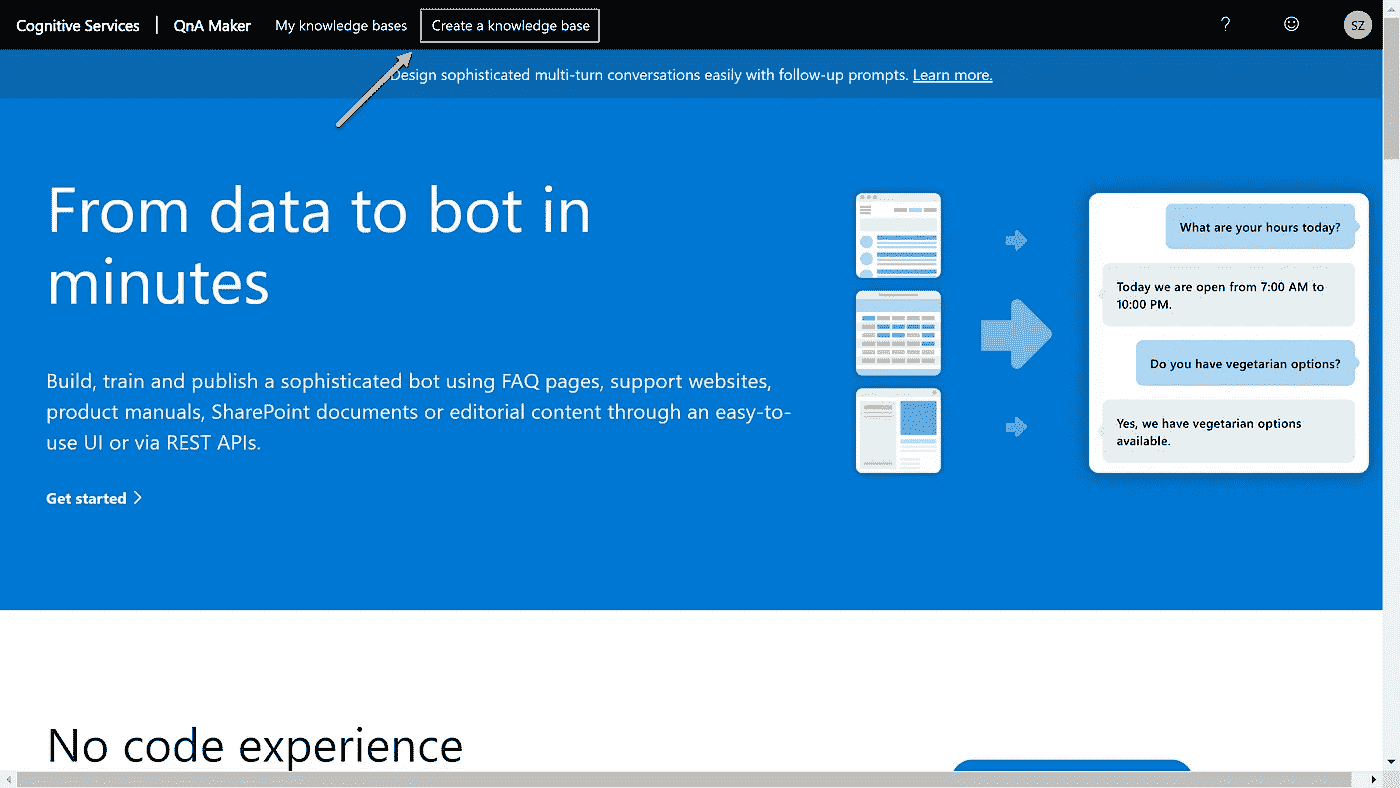 Cognitive Services | QnA Maker My knowledge bases Create a knowledge base ? SZ
Design sophisticated multi-turn conversations easily with follow-up prompts. Learn more.
From data to bot in
minutes
Build, train and publish a sophisticated bot using FAQ pages, support websites,
product manuals, SharePoint documents or editorial content through an easy-to-
use UI or via REST APIs.
Get started
What are your hours today?
Today we are open from 7:00 AM to
10:00 PM.
Do you have vegetarian options?
Yes, we have vegetarian options
available.
No code experience